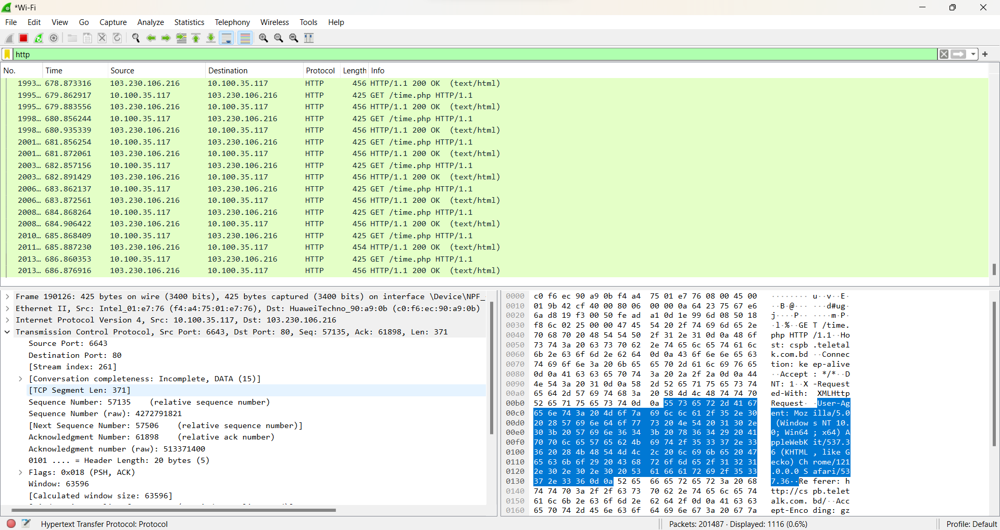 *Wi-Fi
File Edit View Go Capture Analyze Statistics Telephony Wireless Tools Help
http
No. Time Source Destination Protocol Length Info
1993… 678.873316 103.230.106.216 10.100.35.117 HTTP 456 HTTP/1.1 200 OK (text/html)
1995… 679.862917 10.100.35.117 103.230.106.216 HTTP 425 GET /time.php HTTP/1.1
1995… 679.883556 103.230.106.216 10.100.35.117 HTTP 456 HTTP/1.1 200 OK (text/html)
1998… 680.856244 10.100.35.117 103.230.106.216 HTTP 425 GET /time.php HTTP/1.1
1998… 680.935339 103.230.106.216 10.100.35.117 HTTP 456 HTTP/1.1 200 OK (text/html)
2001… 681.856254 10.100.35.117 103.230.106.216 HTTP 425 GET /time.php HTTP/1.1
2001… 681.872061 103.230.106.216 10.100.35.117 HTTP 456 HTTP/1.1 200 OK (text/html)
2003… 682.857156 10.100.35.117 103.230.106.216 HTTP 425 GET /time.php HTTP/1.1
2003… 682.891429 103.230.106.216 10.100.35.117 HTTP 456 HTTP/1.1 200 OK (text/html)
2006… 683.862137 10.100.35.117 103.230.106.216 HTTP 425 GET /time.php HTTP/1.1
2006… 683.872561 103.230.106.216 10.100.35.117 HTTP 456 HTTP/1.1 200 OK (text/html)
2008… 684.868264 10.100.35.117 103.230.106.216 HTTP 425 GET /time.php HTTP/1.1
2008… 684.906422 103.230.106.216 10.100.35.117 HTTP 456 HTTP/1.1 200 OK (text/html)
2010… 685.868409 10.100.35.117 103.230.106.216 HTTP 425 GET /time.php HTTP/1.1
2011… 685.887230 103.230.106.216 10.100.35.117 HTTP 454 HTTP/1.1 200 OK (text/html)
2013… 686.860353 10.100.35.117 103.230.106.216 HTTP 425 GET /time.php HTTP/1.1
2013… 686.876916 103.230.106.216 10.100.35.117 HTTP 456 HTTP/1.1 200 OK (text/html)
Frame 190126: 425 bytes on wire (3400 bits), 425 bytes captured (3400 bits) on interface \Device\NPF_
Ethernet II, Src: Intel_01:e7:76 (f4:a4:75:01:e7:76), Dst: HuaweiTechno_90:a9:0b (c0:f6:ec:90:a9:0b)
Internet Protocol Version 4, Src: 10.100.35.117, Dst: 103.230.106.216
Transmission Control Protocol, Src Port: 6643, Dst Port: 80, Seq: 57135, Ack: 61898, Len: 371
Source Port: 6643
Destination Port: 80
[Stream index: 261]
[Conversation completeness: Incomplete, DATA (15)]
[TCP Segment Len: 371]
Sequence Number: 57135 (relative sequence number)
Sequence Number (raw): 4272791821
[Next Sequence Number: 57506 (relative sequence number)]
Acknowledgment Number: 61898 (relative ack number)
Acknowledgment number (raw): 513371400
0101 .... = Header Length: 20 bytes (5)
Flags: 0x018 (PSH, ACK)
Window: 63596
[Calculated window size: 63596]
0000 c0 f6 ec 90 a9 0b f4 a4 75 01 e7 76 08 00 45 00 ········ u··v··E·
0010 01 9b 42 cf 40 00 80 06 00 00 0a 64 23 75 67 e6 ··B·@··· ···d#ug·
0020 6a d8 19 f3 00 50 fe ad a1 0d 1e 99 6d 08 50 18 j····P·· ····m·P·
0030 f8 6c 02 25 00 00 47 45 54 20 2f 74 69 6d 65 2e ·l·%··GE T /time.
0040 70 68 70 20 48 54 54 50 2f 31 2e 31 0d 0a 48 6f php HTTP /1.1··Ho
0050 73 74 3a 20 63 73 70 62 2e 74 65 6c 65 74 61 6c st: cspb .teletal
0060 6b 2e 63 6f 6d 2e 62 64 0d 0a 43 6f 6e 6e 65 63 k.com.bd ··Connec
0070 74 69 6f 6e 3a 20 6b 65 65 70 2d 61 6c 69 76 65 tion: ke ep-alive
0080 0d 0a 41 63 63 65 70 74 3a 20 2a 2f 2a 0d 0a 44 ··Accept : */*··D
0090 4e 54 3a 20 31 0d 0a 58 2d 52 65 71 75 65 73 74 NT: 1··X -Request
00a0 65 64 2d 57 69 74 68 3a 20 58 4d 4c 48 74 74 70 ed-With: XMLHttp
00b0 52 65 71 75 65 73 74 0d 0a 55 73 65 72 2d 41 67 Request· ·User-Ag
00c0 65 6e 74 3a 20 4d 6f 7a 69 6c 6c 61 2f 35 2e 30 ent: Moz illa/5.0
00d0 20 28 57 69 6e 64 6f 77 73 20 4e 54 20 31 30 2e (Window s NT 10.
00e0 30 3b 20 57 69 6e 36 34 3b 20 78 36 34 29 20 41 0; Win64 ; x64) A
00f0 70 70 6c 65 57 65 62 4b 69 74 2f 35 33 37 2e 33 ppleWebK it/537.3
0100 36 20 28 4b 48 54 4d 4c 2c 20 6c 69 6b 65 20 47 6 (KHTML , like G
0110 65 63 6b 6f 29 20 43 68 72 6f 6d 65 2f 31 32 31 ecko) Ch rome/121
0120 2e 30 2e 30 2e 30 20 53 61 66 61 72 69 2f 35 33 .0.0.0 S afari/53
0130 37 2e 33 36 0d 0a 52 65 66 65 72 65 72 3a 20 68 7.36··Re ferer: h
0140 74 74 70 3a 2f 2f 63 73 70 62 2e 74 65 6c 65 74 ttp://cs pb.telet
0150 61 6c 6b 2e 63 6f 6d 2e 62 64 2f 0d 0a 41 63 63 alk.com. bd/··Acc
0160 65 70 74 2d 45 6e 63 6f 64 69 6e 67 3a 20 67 7a ept-Enco ding: gz
Hypertext Transfer Protocol: Protocol
Packets: 201487 · Displayed: 1116 (0.6%)
Profile: Default